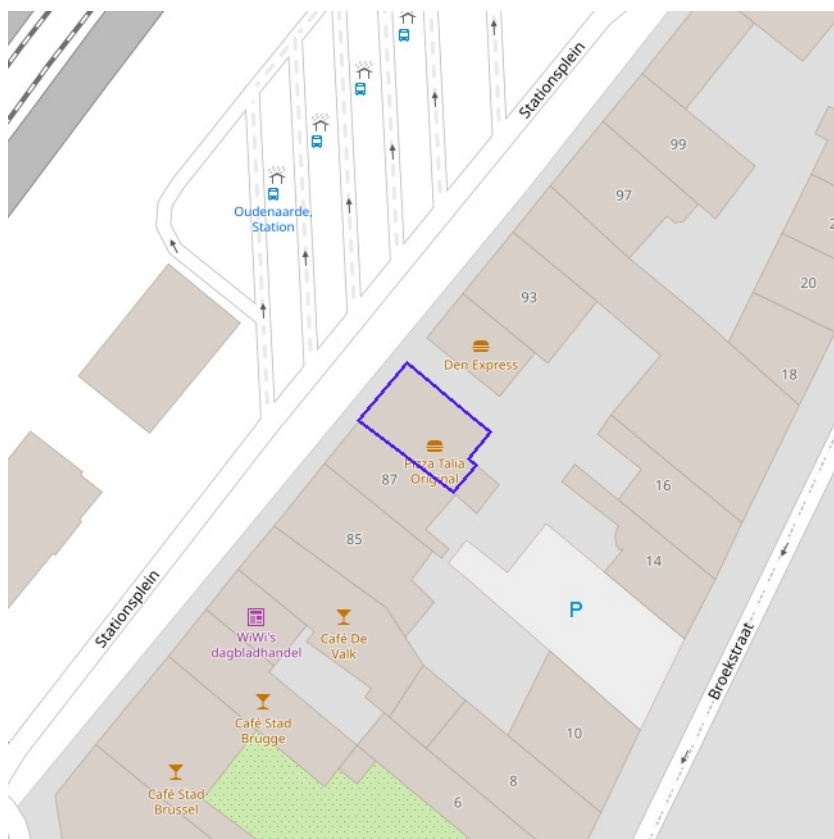 Stationsplein
99
97
Oudenaarde,
Station
20
93
Den Express
18
Pizza Talia
Original
87
16
85
14
P
Stationsplein
WiWi's
dagbladhandel
Café De
Valk
Broekstraat
Café Stad
Brugge
10
Café Stad
Brussel
8
6